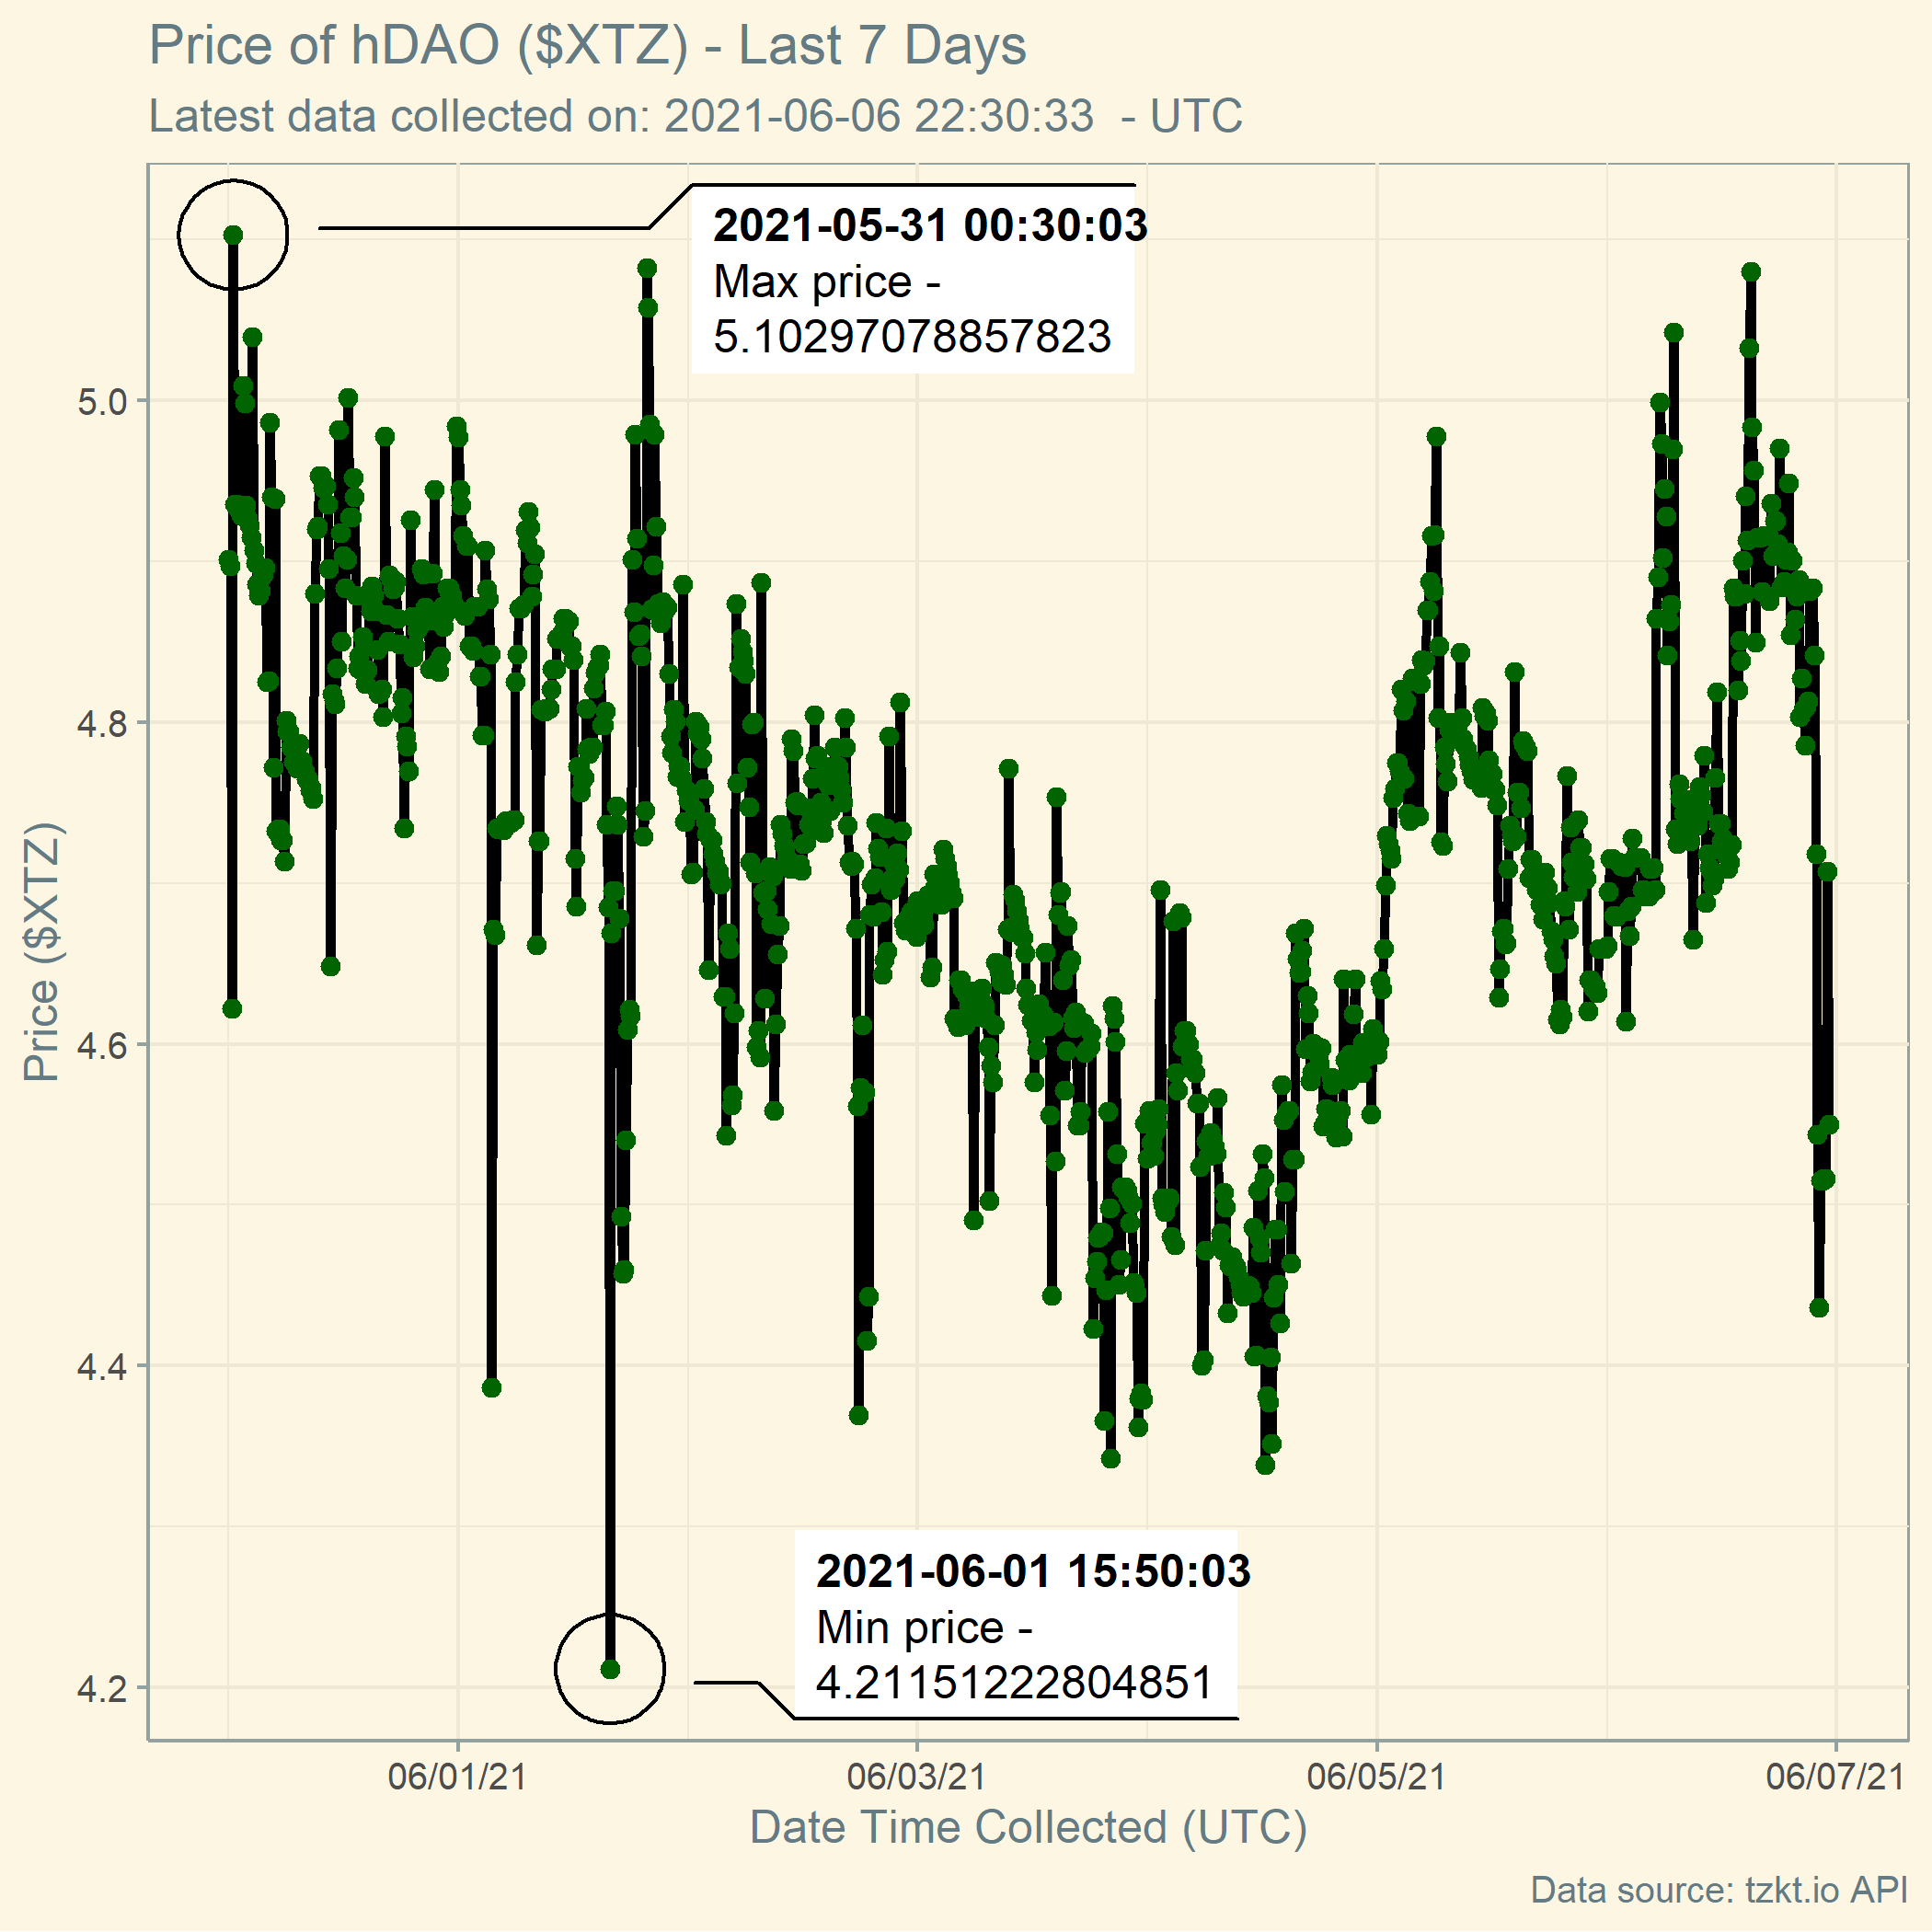 Price of hDAO ($XTZ) - Last 7 Days
Latest data collected on: 2021-06-06 22:30:33  - UTC
2021-05-31 00:30:03
Max price -
5.10297078857823
5.0
4.8
4.6
4.4
4.2
Price ($XTZ)
2021-06-01 15:50:03
Min price -
4.21151222804851
06/01/21
06/03/21
06/05/21
06/07/21
Date Time Collected (UTC)
Data source: tzkt.io API